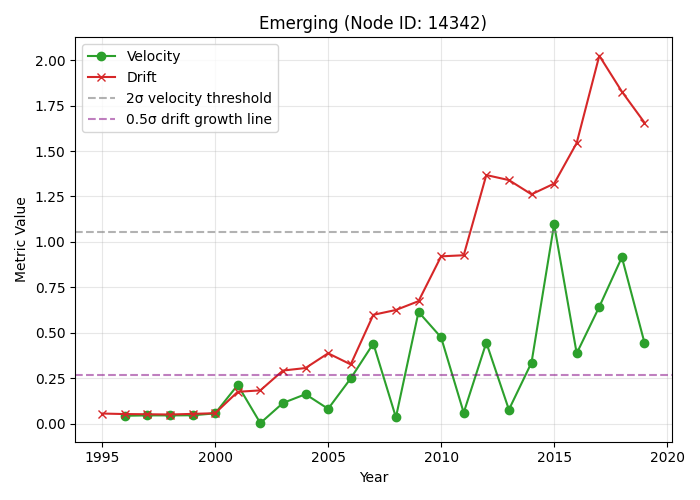 Emerging (Node ID: 14342)
Velocity
Drift
2σ velocity threshold
0.5σ drift growth line
2.00
1.75
1.50
1.25
1.00
0.75
0.50
0.25
0.00
Metric Value
1995 2000 2005 2010 2015 2020
Year